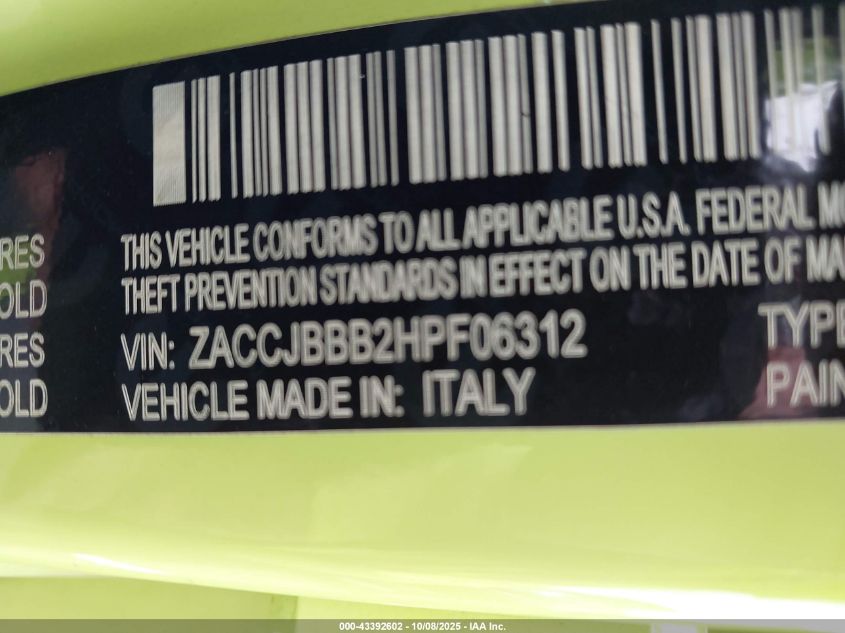 THIS VEHICLE CONFORMS TO ALL APPLICABLE U.S.A. FEDERAL MO
RES
THEFT PREVENTION STANDARDS IN EFFECT ON THE DATE OF MA
OLD
VIN: ZACCJBBB2HPF06312 TYPE
RES
VEHICLE MADE IN: ITALY PAIN
OLD
000-43392602 - 10/08/2025 - IAA Inc.